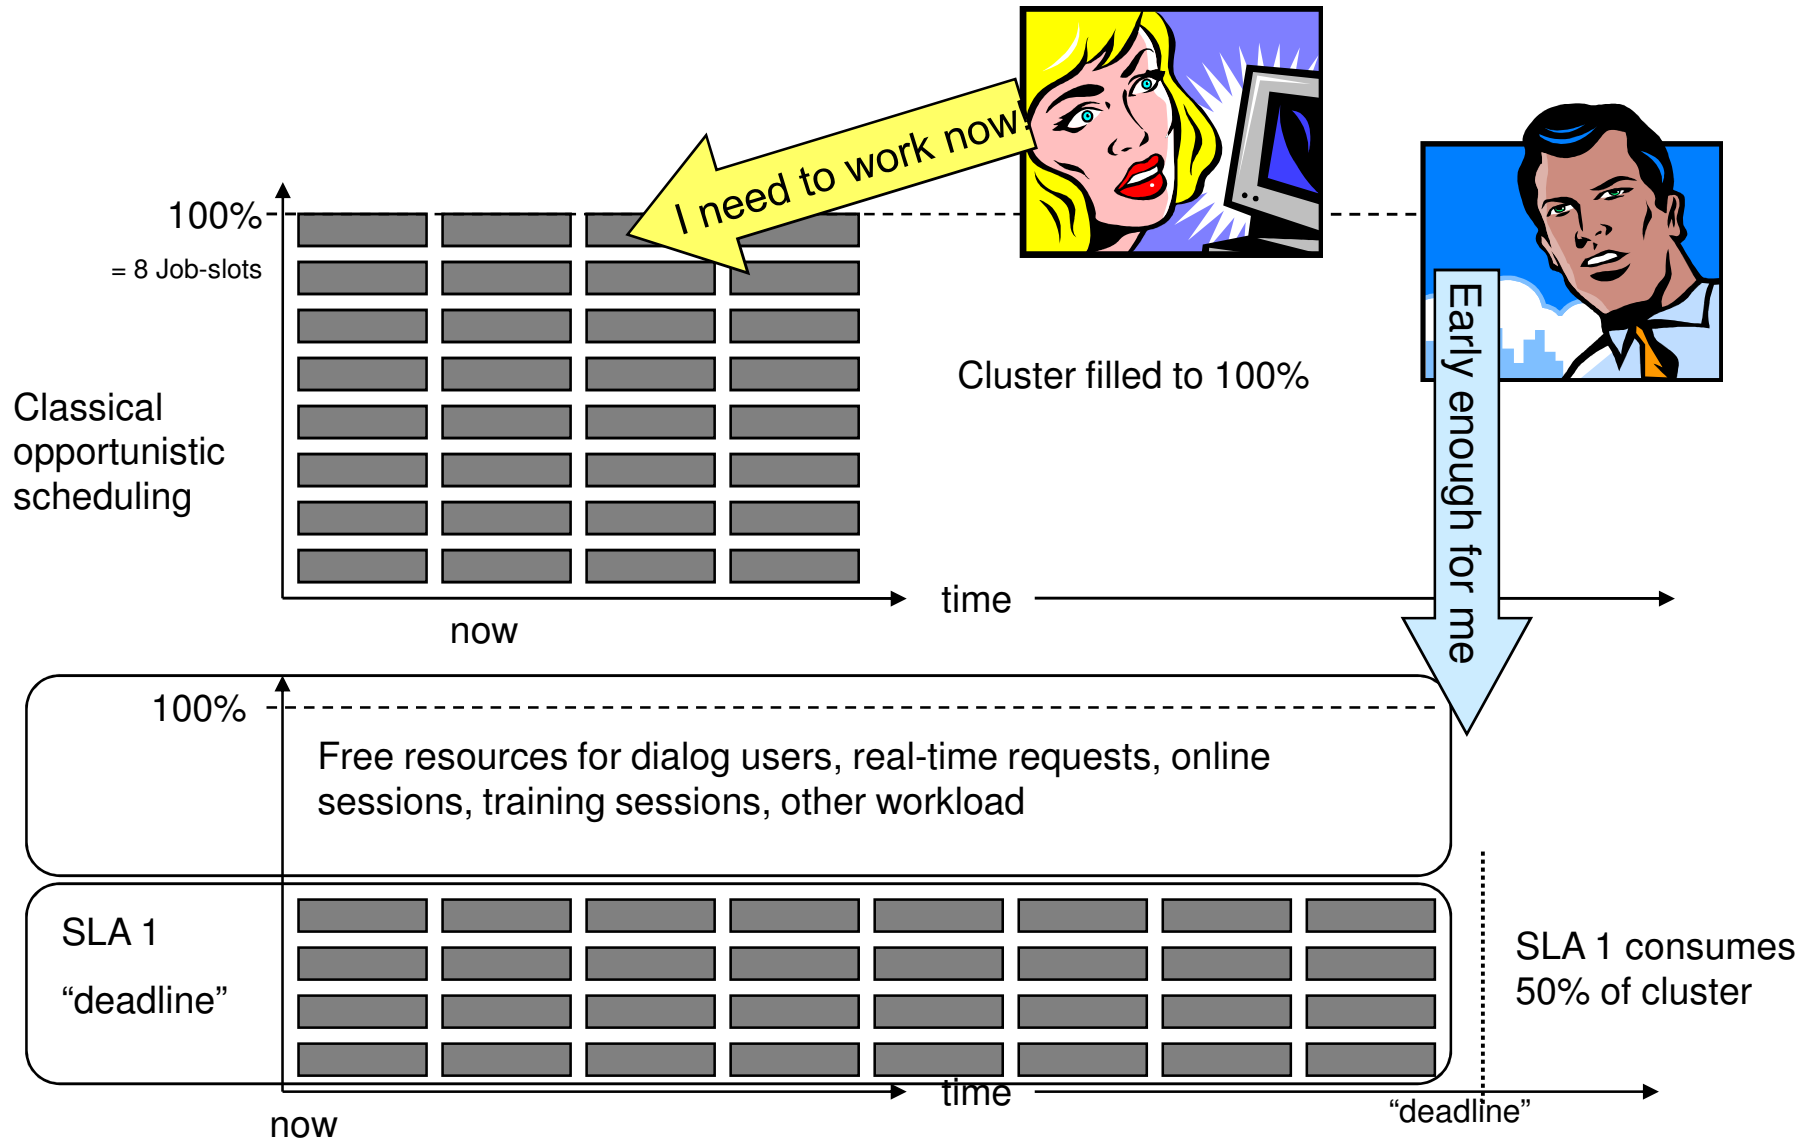 I need to work now!
100%
= 8 Job-slots
Early enough for me
Cluster filled to 100%
Classical
opportunistic
scheduling
time
now
100%
Free resources for dialog users, real-time requests, online
sessions, training sessions, other workload
SLA 1
“deadline”
SLA 1 consumes
50% of cluster
time
“deadline”
now